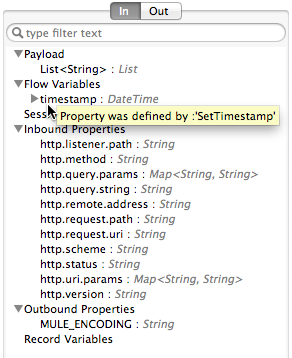 In Out
type filter text
Payload
List<String> : List
Flow Variables
timestamp : DateTime
Sess
Property was defined by :'SetTimestamp'
Inbound Properties
http.listener.path : String
http.method : String
http.query.params : Map<String, String>
http.query.string : String
http.remote.address : String
http.request.path : String
http.request.uri : String
http.scheme : String
http.status : String
http.uri.params : Map<String, String>
http.version : String
Outbound Properties
MULE_ENCODING : String
Record Variables